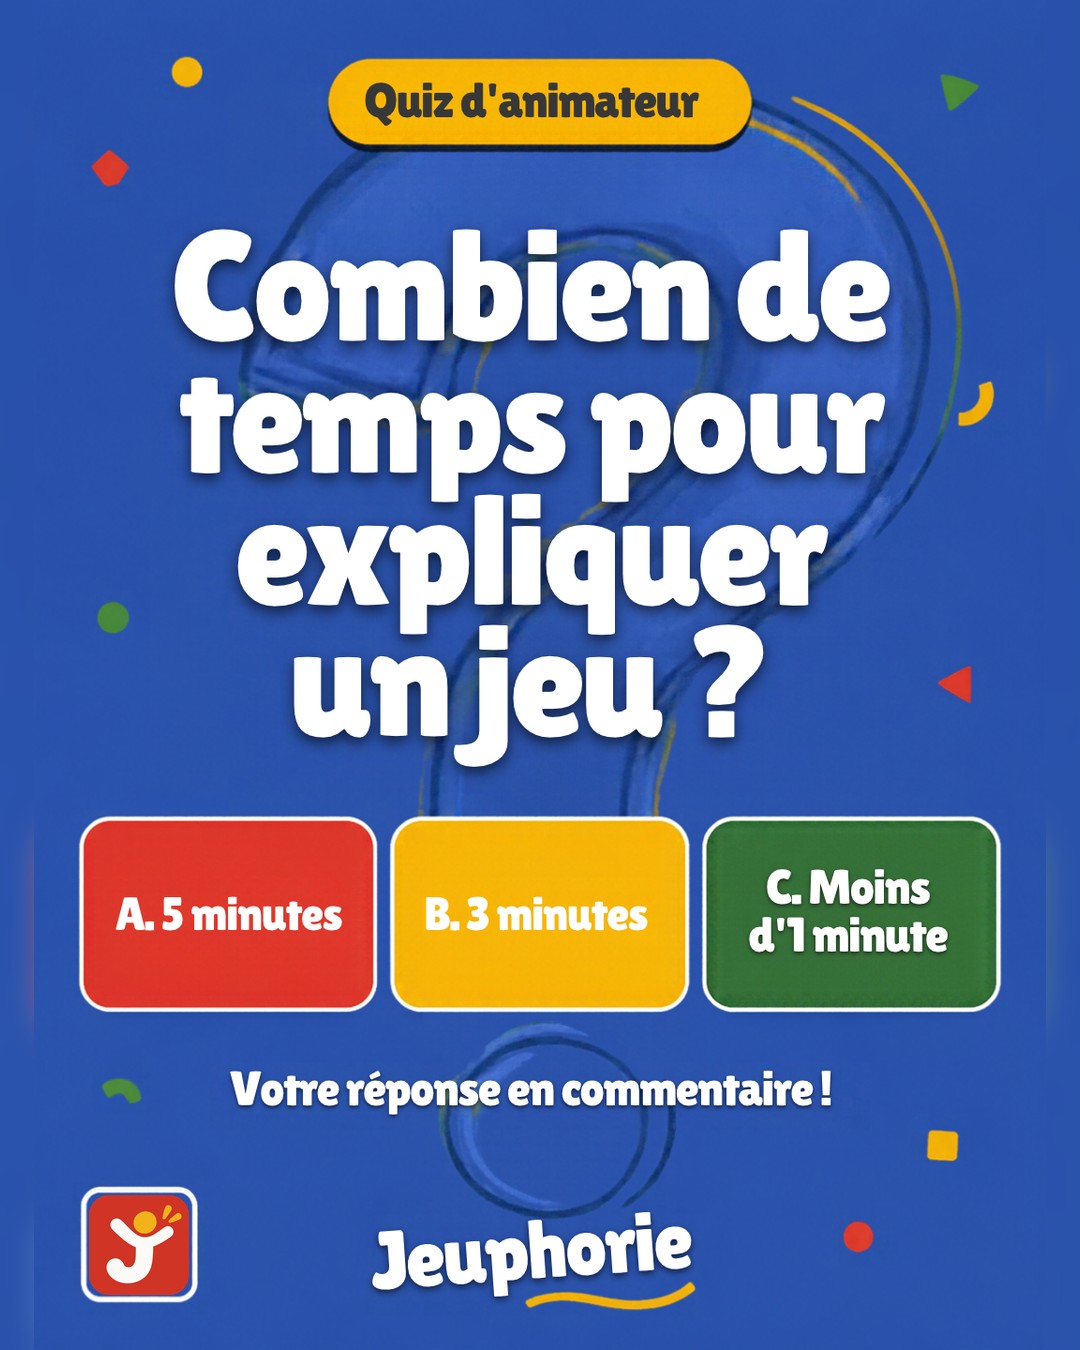 Quiz d'animateur
Combien de
temps pour
expliquer
un jeu ?
A. 5 minutes
B. 3 minutes
C. Moins
d'1 minute
Votre réponse en commentaire !
Jeuphorie